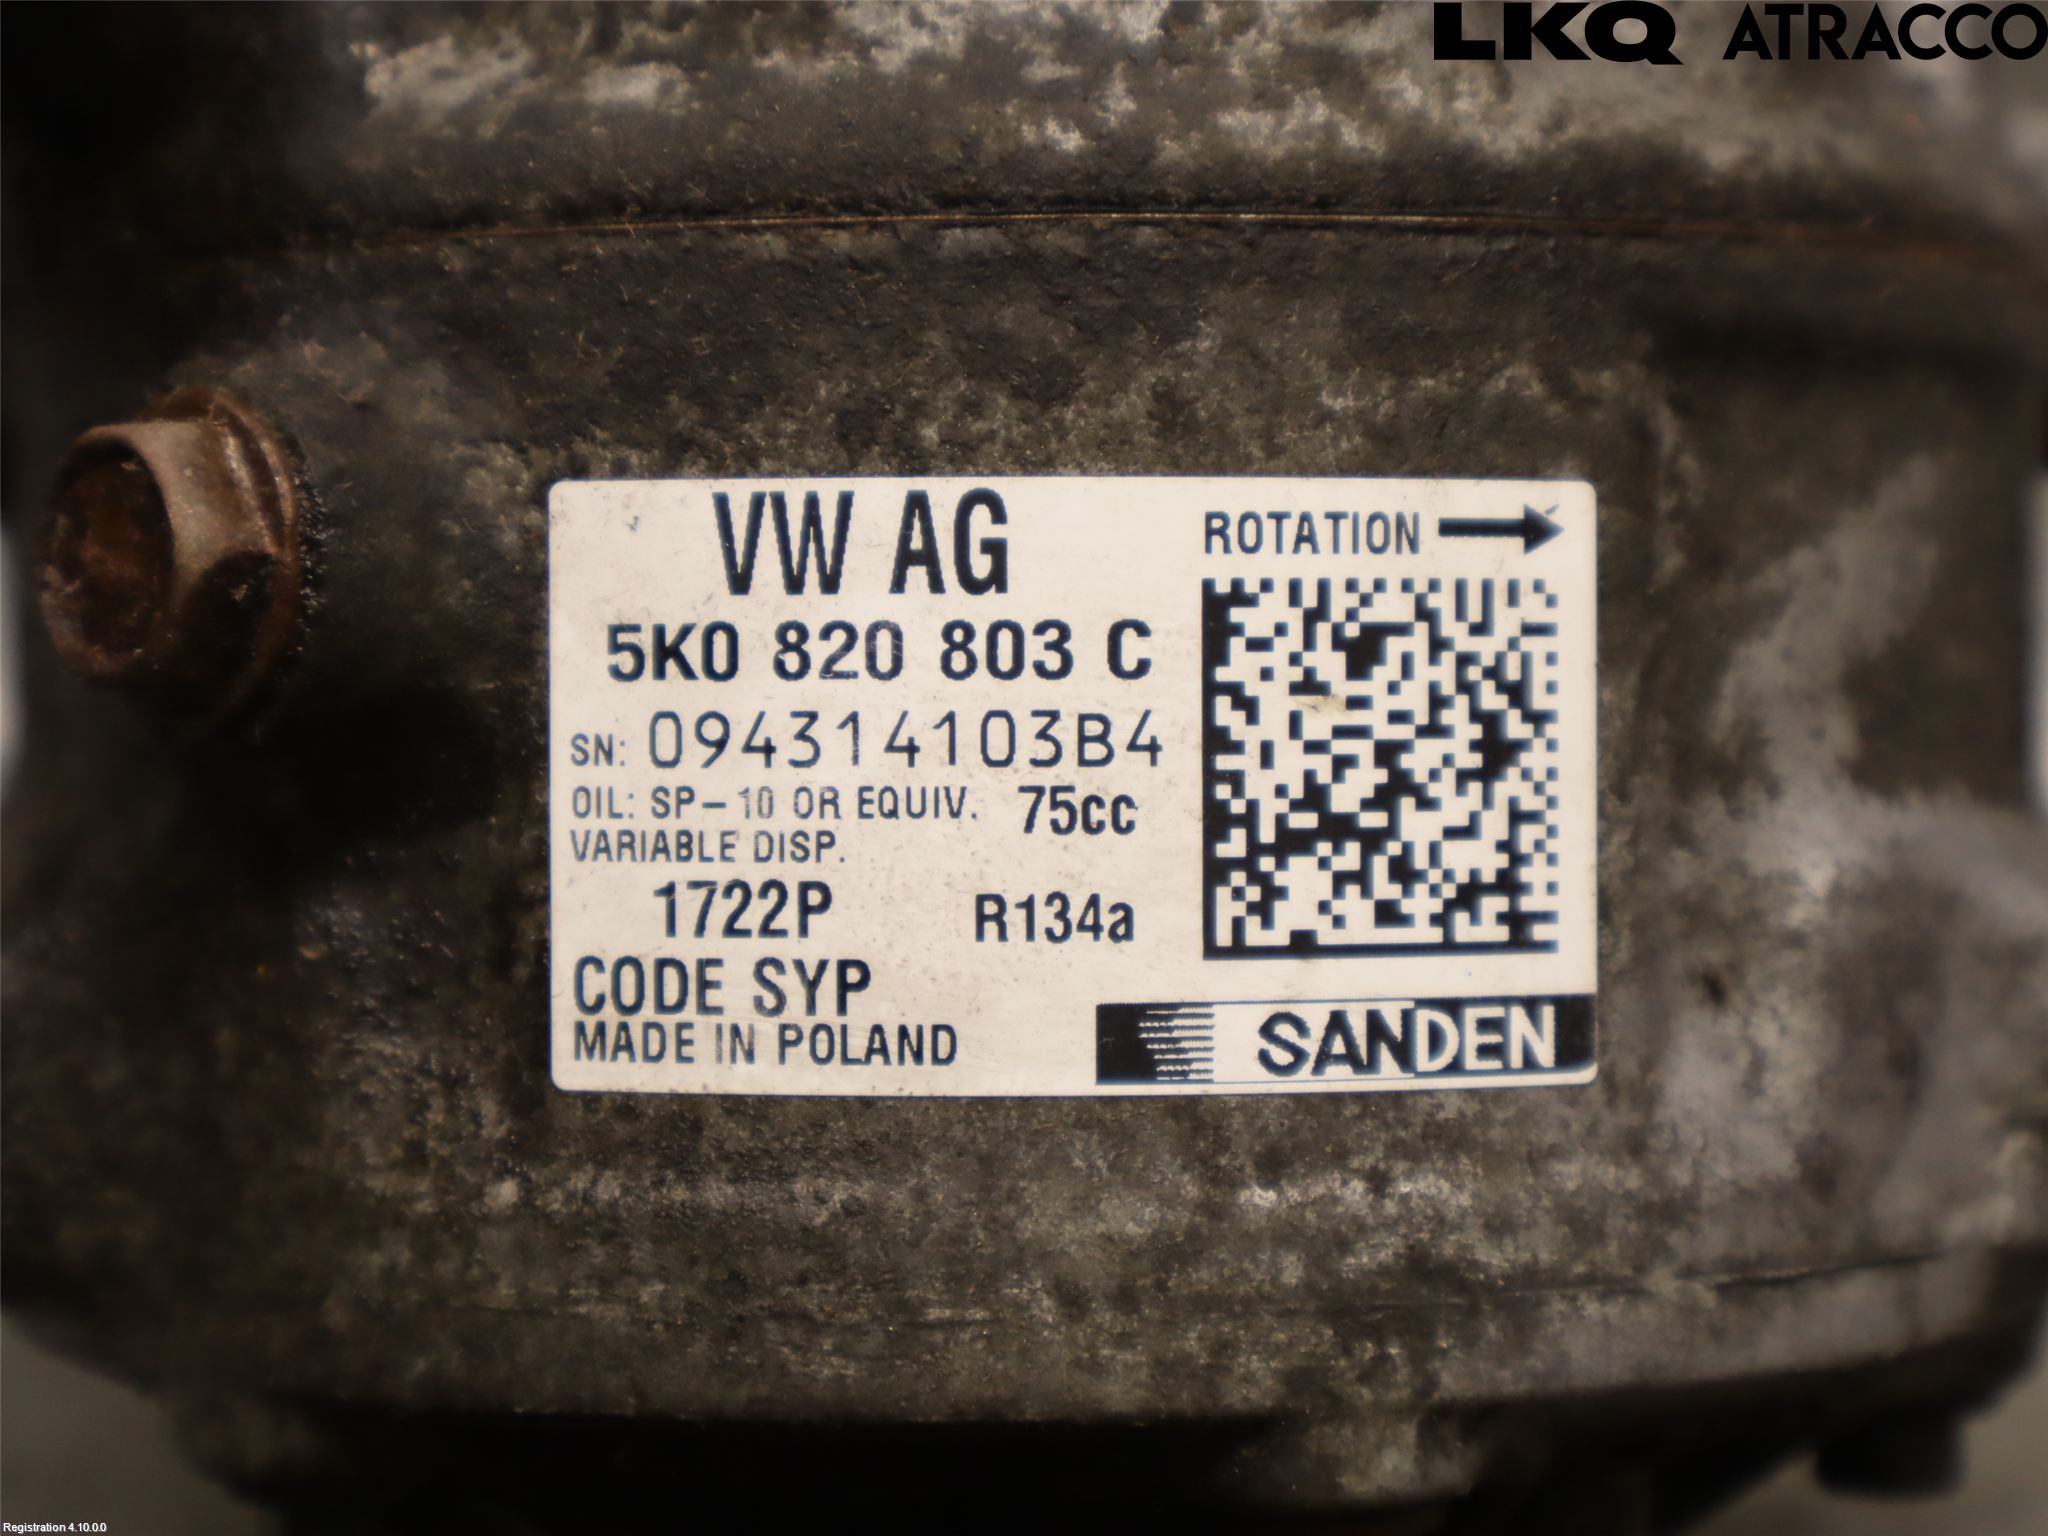 LKQ ATRACCO
VW AG
ROTATION
5K0 820 803 C
SN: 094314103B4
OIL: SP-10 OR EQUIV. 75cc
VARIABLE DISP.
1722P R134a
CODE SYP
MADE IN POLAND
SANDEN
Registration 4.10.0.0